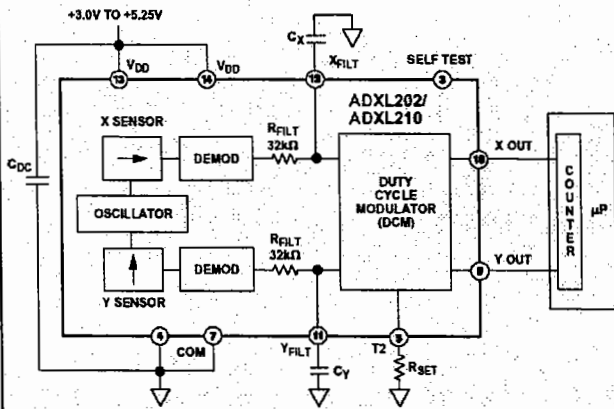 +3.0V TO +5.25V
CX
VDD
VDD
XFILT
SELF TEST
13
14
12
3
ADXL202/
ADXL210
X SENSOR
DEMOD
RFILT
32kΩ
CDC
OSCILLATOR
DUTY
CYCLE
MODULATOR
(DCM)
10
X OUT
COUNTER
µP
RFILT
32kΩ
DEMOD
Y SENSOR
9
Y OUT
4
7
COM
YFILT
11
T2
5
CY
RSET